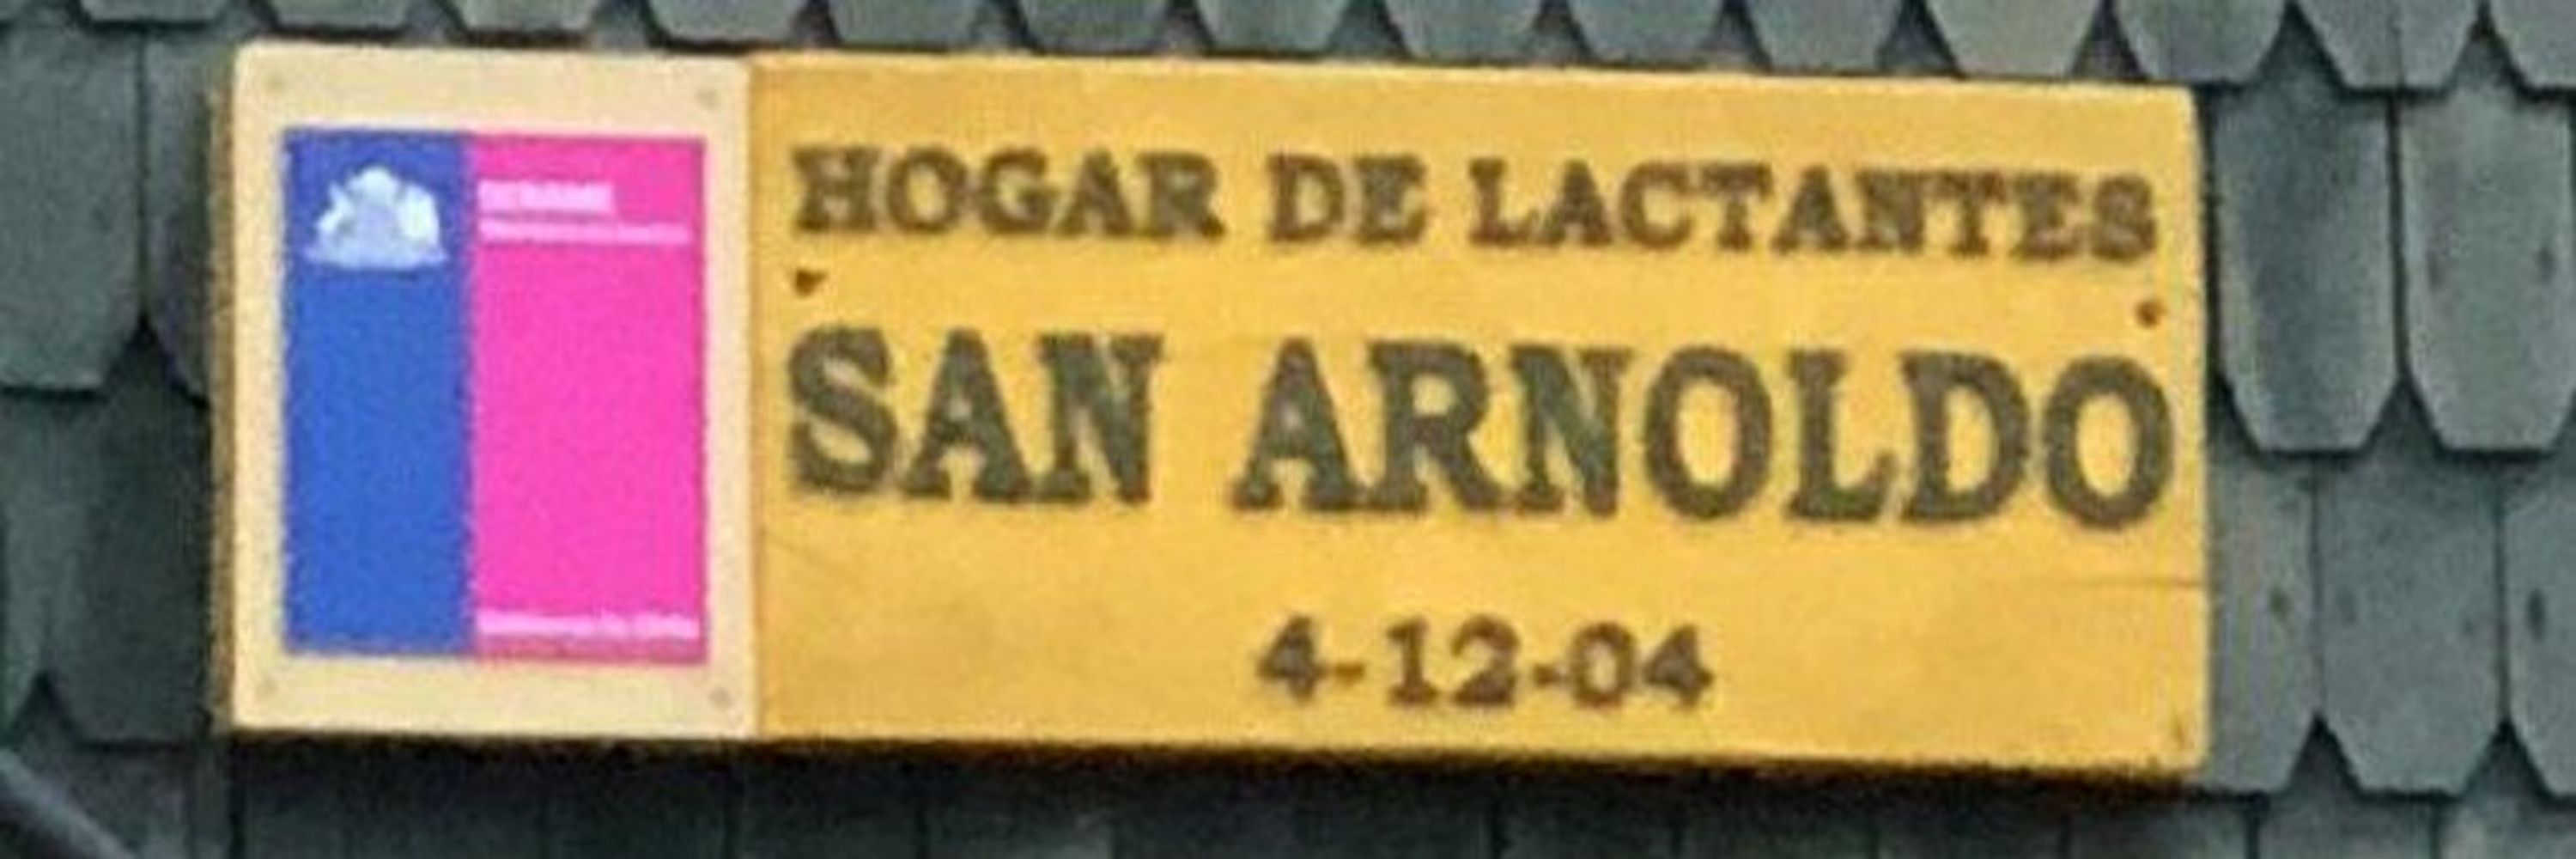 HOGAR DE LACTANTES
SAN ARNOLDO
4-12-04